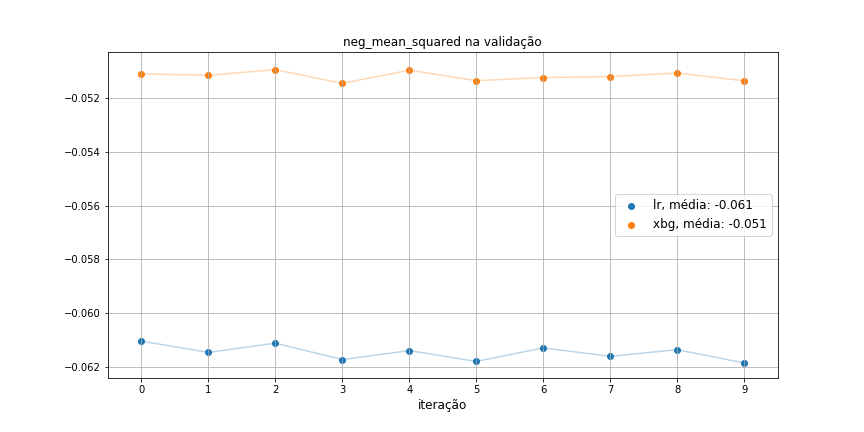 neg_mean_squared na validação
−0.052
−0.054
−0.056
−0.058
−0.060
−0.062
lr, média: -0.061
xbg, média: -0.051
0 1 2 3 4 5 6 7 8 9
iteração